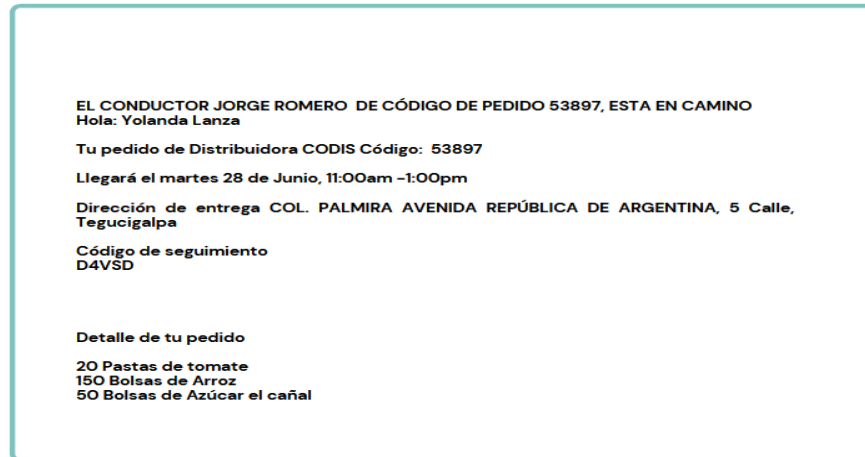 EL CONDUCTOR JORGE ROMERO DE CÓDIGO DE PEDIDO 53897, ESTA EN CAMINO
Hola: Yolanda Lanza
Tu pedido de Distribuidora CODIS Código: 53897
Llegará el martes 28 de Junio, 11:00am -1:00pm
Dirección de entrega COL. PALMIRA AVENIDA REPÚBLICA DE ARGENTINA, 5 Calle,
Tegucigalpa
Código de seguimiento
D4VSD
Detalle de tu pedido
20 Pastas de tomate
150 Bolsas de Arroz
50 Bolsas de Azúcar el cañal